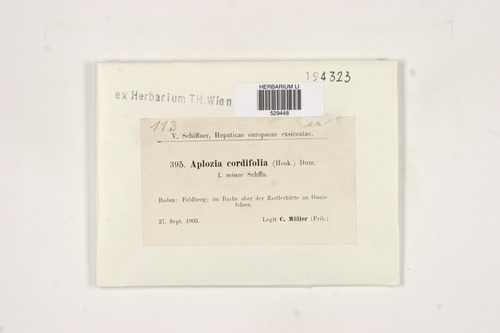 194323
HERBARIUM LI
529448
ex Herbarium TH.Wien
113
V. Schiffner, Hepaticae europaeae exsiccatae.
395. Aplozia cordifolia (Hook.) Dum.
f. minor Schffn.
Baden: Feldberg; im Bache ober der Zastlerhütte an Gneis-
felsen.
27. Sept. 1903.
Legit C. Müller (Frib.)